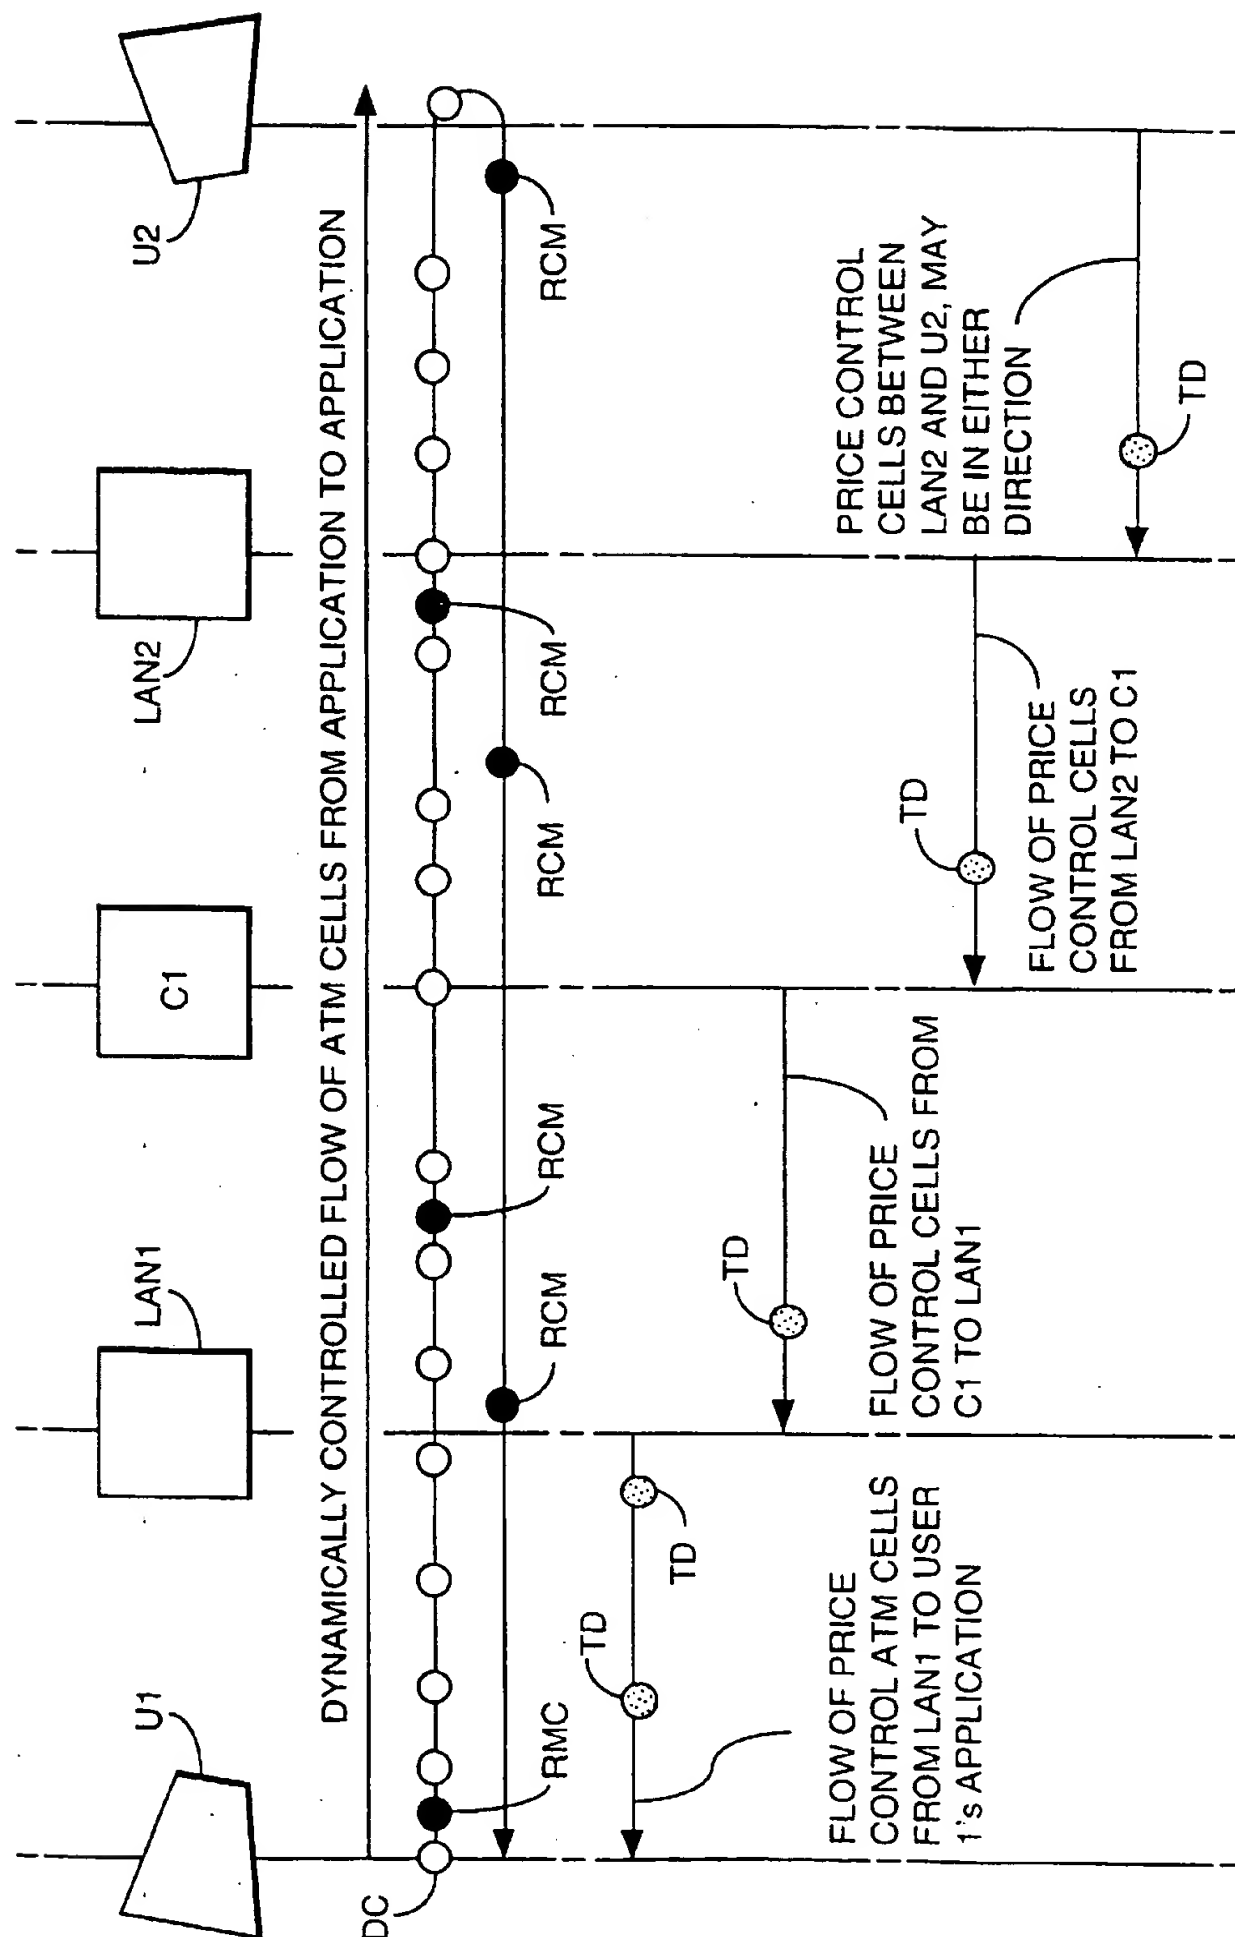 U1
LAN1
C1
LAN2
U2
DYNAMICALLY CONTROLLED FLOW OF ATM CELLS FROM APPLICATION TO APPLICATION
DC
RMC
RCM
RCM
RCM
RCM
RCM
TD
TD
FLOW OF PRICE
CONTROL ATM CELLS
FROM LAN1 TO USER
1's APPLICATION
TD
FLOW OF PRICE
CONTROL CELLS FROM
C1 TO LAN1
TD
FLOW OF PRICE
CONTROL CELLS
FROM LAN2 TO C1
PRICE CONTROL
CELLS BETWEEN
LAN2 AND U2, MAY
BE IN EITHER
DIRECTION
TD